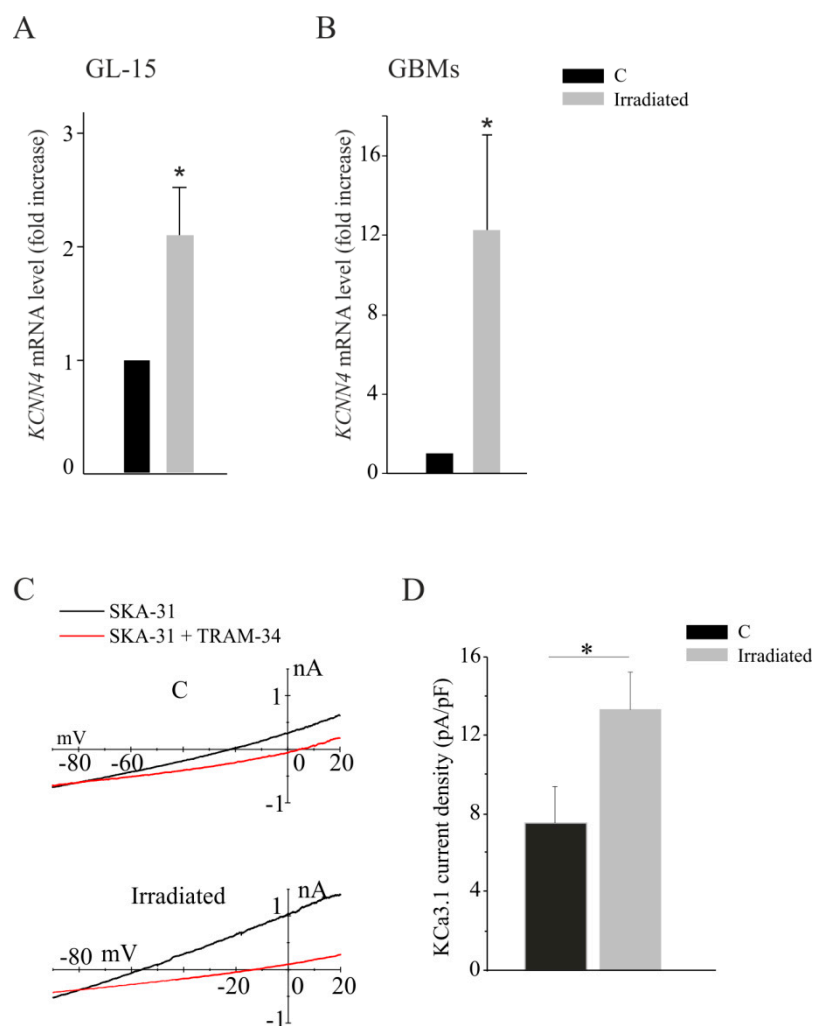 A
GL-15
KCNN4 mRNA level (fold increase)
3
2
1
0
*
B
GBMs
KCNN4 mRNA level (fold increase)
16
12
8
4
0
*
C
Irradiated
C
SKA-31
SKA-31 + TRAM-34
C
nA
1
mV
-80
-60
0
20
-1
Irradiated
nA
1
-80
mV
-20
0
20
-1
D
C
Irradiated
KCa3.1 current density (pA/pF)
16
12
8
4
0
*